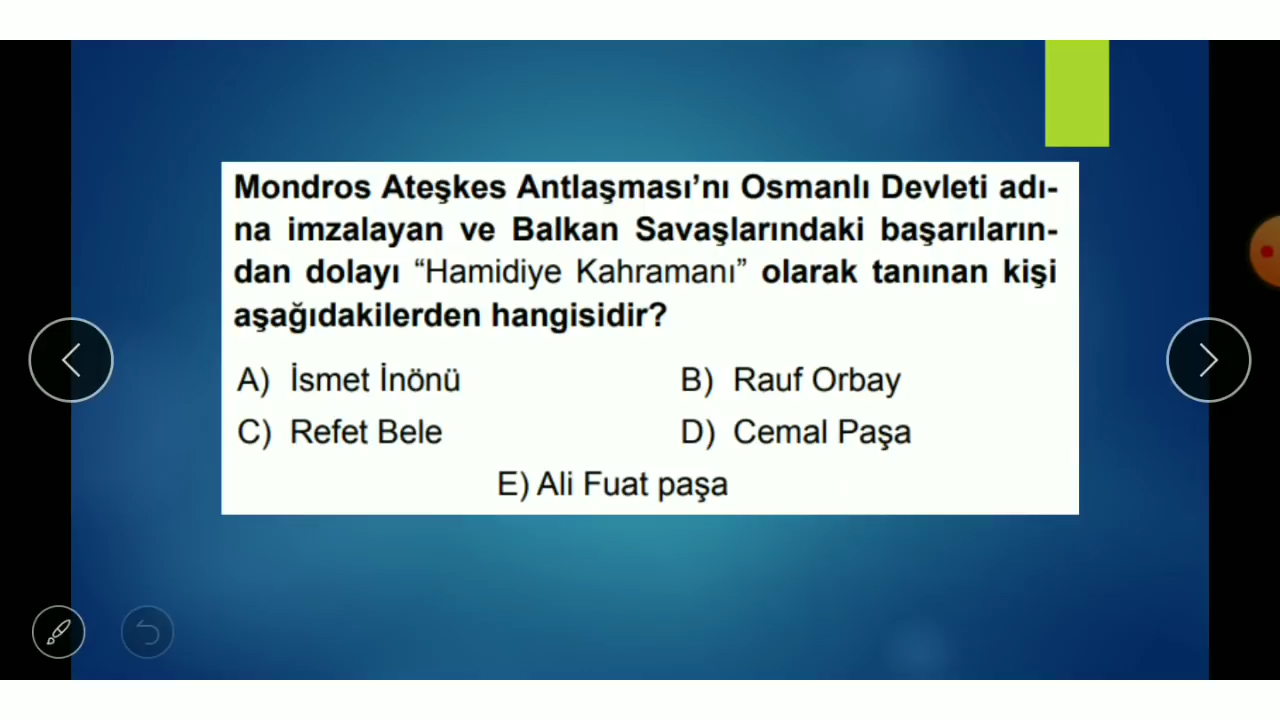 Mondros Ateşkes Antlaşması’nı Osmanlı Devleti adı-
na imzalayan ve Balkan Savaşlarındaki başarıların-
dan dolayı “Hamidiye Kahramanı” olarak tanınan kişi
aşağıdakilerden hangisidir?
A) İsmet İnönü B) Rauf Orbay
C) Refet Bele D) Cemal Paşa
E) Ali Fuat paşa